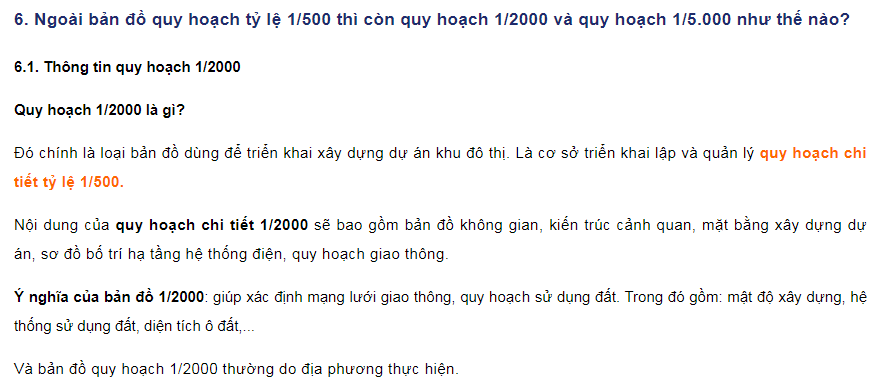 6. Ngoài bản đồ quy hoạch tỷ lệ 1/500 thì còn quy hoạch 1/2000 và quy hoạch 1/5.000 như thế nào?
6.1. Thông tin quy hoạch 1/2000
Quy hoạch 1/2000 là gì?
Đó chính là loại bản đồ dùng để triển khai xây dựng dự án khu đô thị. Là cơ sở triển khai lập và quản lý quy hoạch chi
tiết tỷ lệ 1/500.
Nội dung của quy hoạch chi tiết 1/2000 sẽ bao gồm bản đồ không gian, kiến trúc cảnh quan, mặt bằng xây dựng dự
án, sơ đồ bố trí hạ tầng hệ thống điện, quy hoạch giao thông.
Ý nghĩa của bản đồ 1/2000: giúp xác định mạng lưới giao thông, quy hoạch sử dụng đất. Trong đó gồm: mật độ xây dựng, hệ
thống sử dụng đất, diện tích ô đất,...
Và bản đồ quy hoạch 1/2000 thường do địa phương thực hiện.